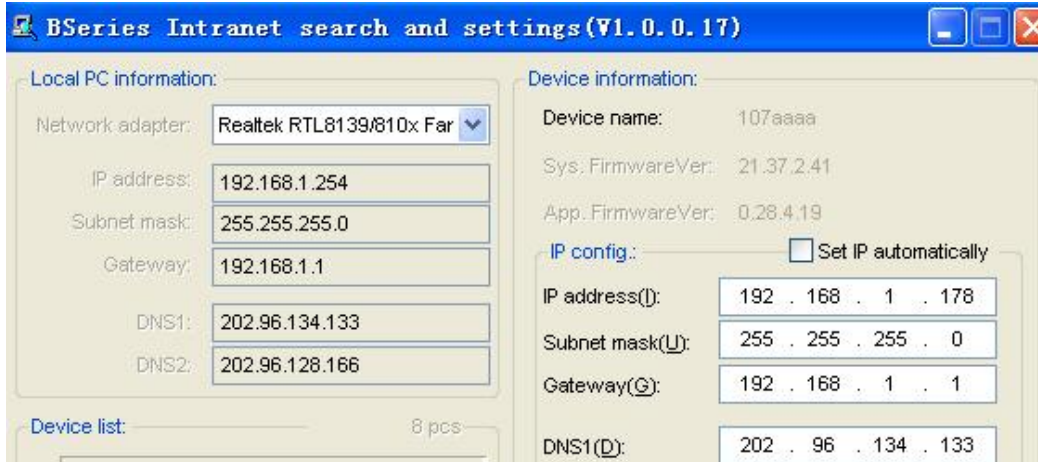 BSeries Intranet search and settings(V1.0.0.17)
Local PC information:
Network adapter: Realtek RTL8139/810x Far
IP address: 192.168.1.254
Subnet mask: 255.255.255.0
Gateway: 192.168.1.1
DNS1: 202.96.134.133
DNS2: 202.96.128.166
Device list: 8 pcs
Device information:
Device name: 107aaaa
Sys. FirmwareVer: 21.37.2.41
App. FirmwareVer: 0.28.4.19
IP config.: Set IP automatically
IP address(I): 192 . 168 . 1 . 178
Subnet mask(U): 255 . 255 . 255 . 0
Gateway(G): 192 . 168 . 1 . 1
DNS1(D): 202 . 96 . 134 . 133